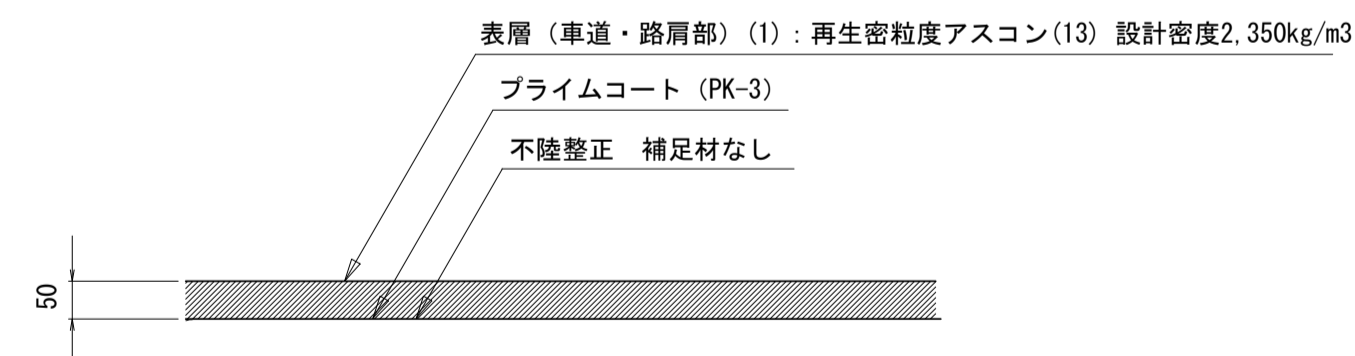 表層（車道・路肩部）(1)：再生密粒度アスコン(13) 設計密度2,350kg/m3
プライムコート（PK-3）
不陸整正　補足材なし
50